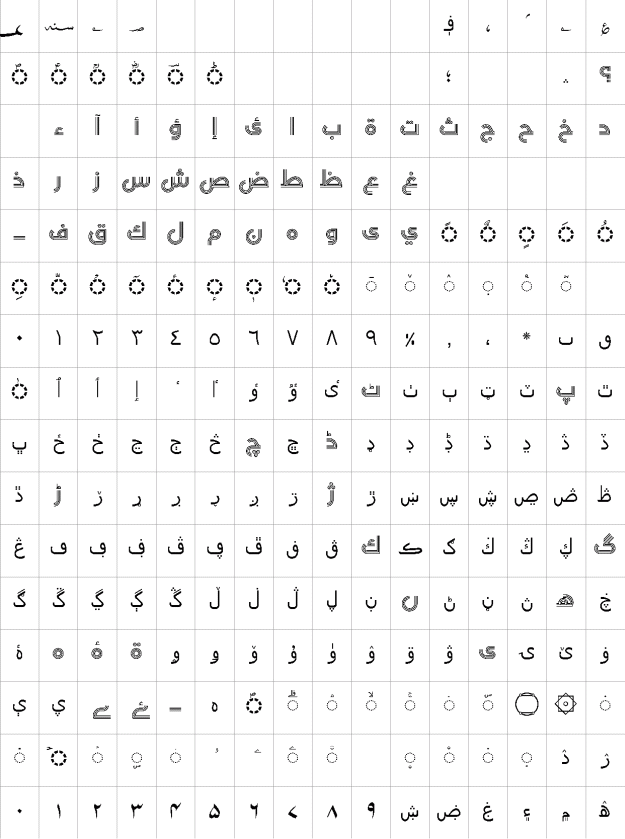 ؀ ؁ ؂ ؃ ؋ ، ؍ ؎ ؏
◌ؐ ◌ؑ ◌ؒ ◌ؓ ◌ؔ ◌ؕ ؛ ؞ ؟
ء آ أ ؤ إ ئ ا ب ة ت ث ج ح خ د
ذ ر ز س ش ص ض ط ظ ع غ
ـ ف ق ك ل م ن ه و ى ي ◌ً ◌ٌ ◌ٍ ◌َ ◌ُ
◌ِ ◌ّ ◌ْ ◌ٓ ◌ٔ ◌ٕ ◌ٖ ◌ٗ ◌٘ ◌ٙ ◌ٚ ◌ٛ ◌ٜ ◌ٝ ◌ٞ
٠ ١ ٢ ٣ ٤ ٥ ٦ ٧ ٨ ٩ ٪ ٫ ٬ ٭ ٮ ٯ
◌ٰ ٱ ٲ ٳ ٴ ٵ ٶ ٷ ٸ ٹ ٺ ٻ ټ ٽ پ ٿ
ڀ ځ ڂ ڃ ڄ څ چ ڇ ڈ ډ ڊ ڋ ڌ ڍ ڎ ڏ
ڐ ڑ ڒ ړ ڔ ڕ ږ ڗ ژ ڙ ښ ڛ ڜ ڝ ڞ ڟ
ڠ ڡ ڢ ڣ ڤ ڥ ڦ ڧ ڨ ک ڪ ګ ڬ ڭ ڮ گ
ڰ ڱ ڲ ڳ ڴ ڵ ڶ ڷ ڸ ڹ ں ڻ ڼ ڽ ھ ڿ
ۀ ہ ۂ ۃ ۄ ۅ ۆ ۇ ۈ ۉ ۊ ۋ ی ۍ ێ ۏ
ې ۑ ے ۓ ۔ ە ◌ۖ ◌ۗ ◌ۘ ◌ۙ ◌ۚ ◌ۛ ◌ۜ ۝ ۞ ◌۟
◌۠ ◌ۡ ◌ۢ ◌ۣ ◌ۤ ۥ ۦ ◌ۧ ◌ۨ ◌۪ ◌۫ ◌۬ ◌ۭ ۮ ۯ
۰ ۱ ۲ ۳ ۴ ۵ ۶ ۷ ۸ ۹ ۺ ۻ ۼ ۽ ۾ ۿ